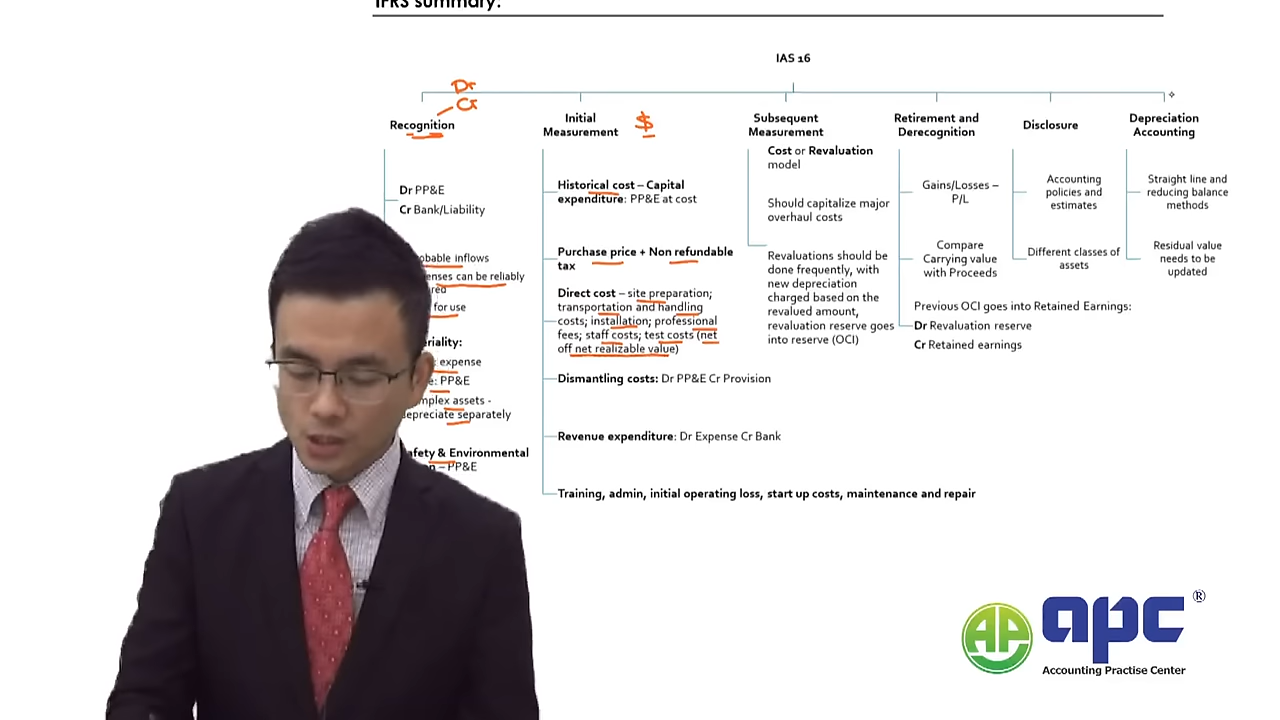 IFRS summary:
IAS 16
Dr
Cr
Recognition
Dr PP&E
Cr Bank/Liability
inflows
can be reliably
for use
expense
PP&E
assets -
separately
& Environmental
– PP&E
Initial
Measurement
$
Historical cost – Capital
expenditure: PP&E at cost
Purchase price + Non refundable
tax
Direct cost – site preparation;
transportation and handling
costs; installation; professional
fees; staff costs; test costs (net
off net realizable value)
Dismantling costs: Dr PP&E Cr Provision
Revenue expenditure: Dr Expense Cr Bank
Training, admin, initial operating loss, start up costs, maintenance and repair
Subsequent
Measurement
Cost or Revaluation
model
Should capitalize major
overhaul costs
Revaluations should be
done frequently, with
new depreciation
charged based on the
revalued amount,
revaluation reserve goes
into reserve (OCI)
Retirement and
Derecognition
Gains/Losses –
P/L
Compare
Carrying value
with Proceeds
Previous OCI goes into Retained Earnings:
Dr Revaluation reserve
Cr Retained earnings
Disclosure
Accounting
policies and
estimates
Different classes of
assets
Depreciation
Accounting
Straight line and
reducing balance
methods
Residual value
needs to be
updated
APC
apc ®
Accounting Practise Center